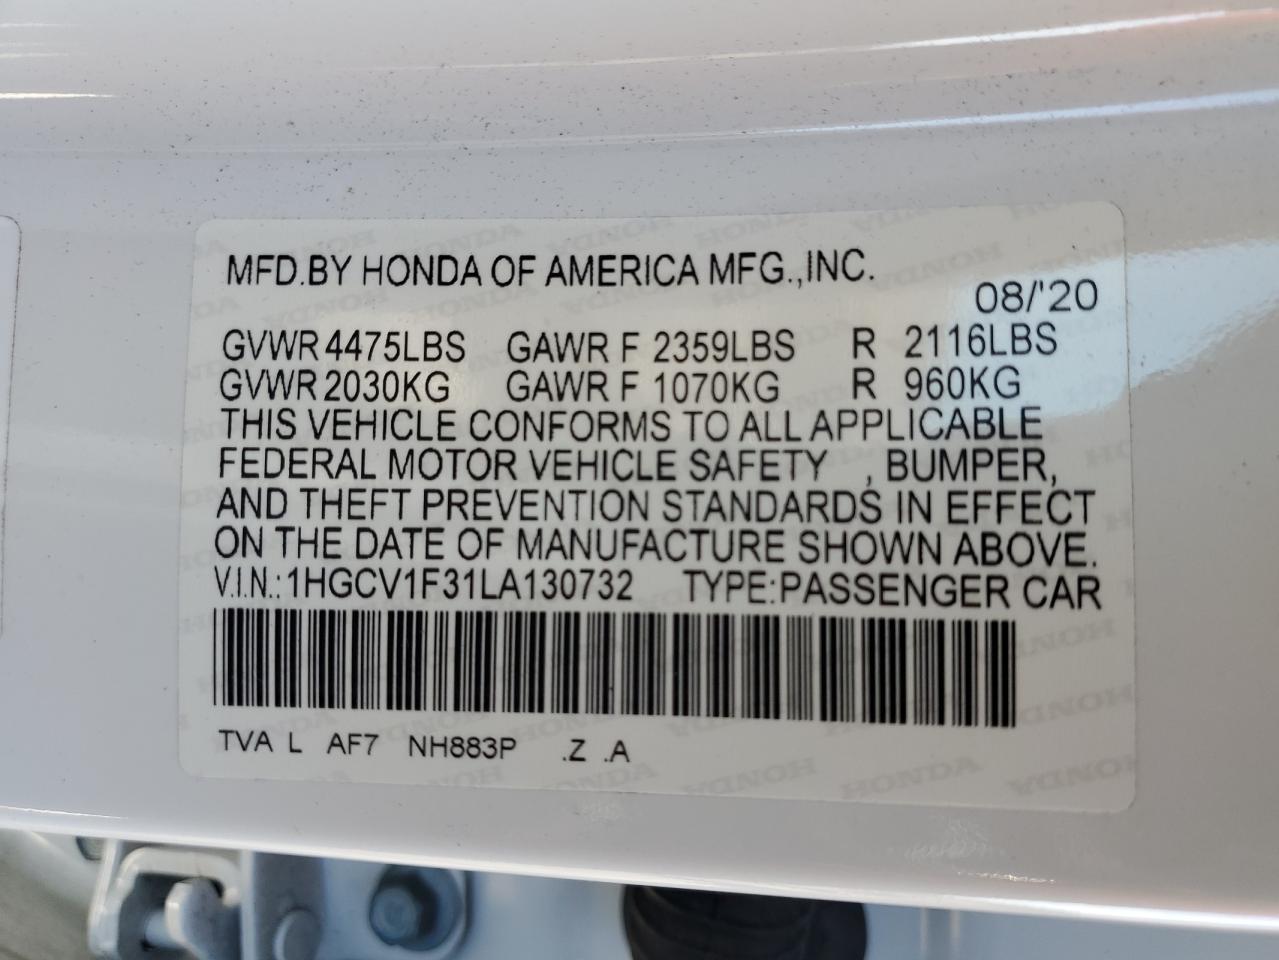 MFD.BY HONDA OF AMERICA MFG.,INC.
08/'20
GVWR 4475LBS GAWR F 2359LBS R 2116LBS
GVWR 2030KG GAWR F 1070KG R 960KG
THIS VEHICLE CONFORMS TO ALL APPLICABLE
FEDERAL MOTOR VEHICLE SAFETY , BUMPER,
AND THEFT PREVENTION STANDARDS IN EFFECT
ON THE DATE OF MANUFACTURE SHOWN ABOVE.
V.I.N.:1HGCV1F31LA130732 TYPE:PASSENGER CAR
TVA L AF7 NH883P .Z .A